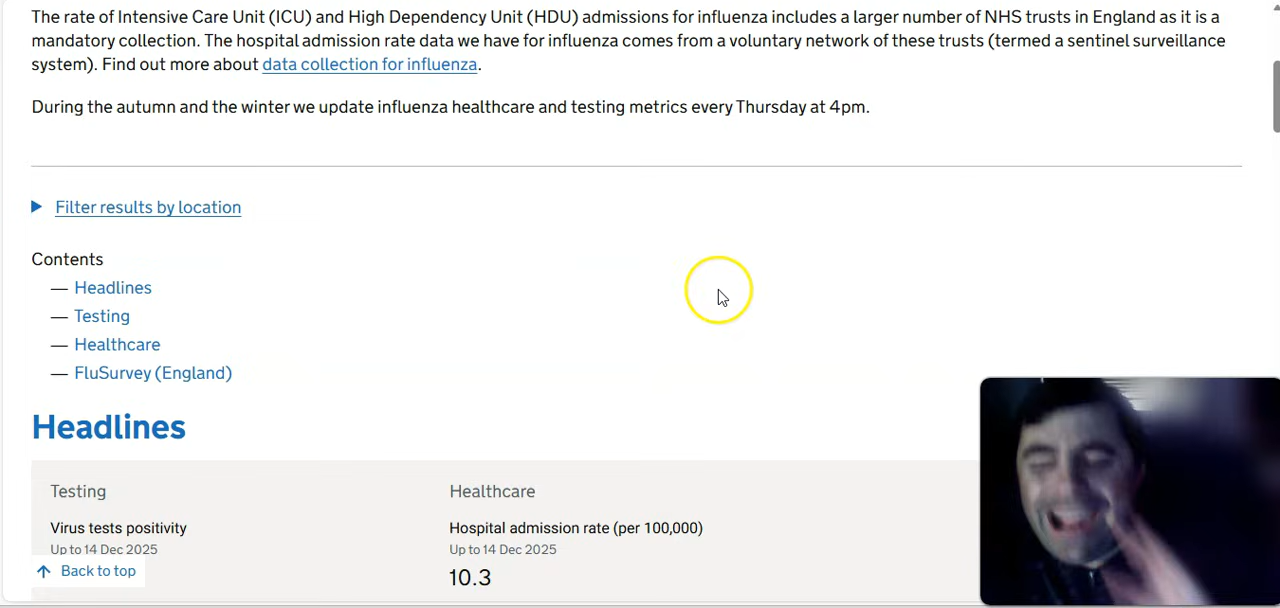 The rate of Intensive Care Unit (ICU) and High Dependency Unit (HDU) admissions for influenza includes a larger number of NHS trusts in England as it is a
mandatory collection. The hospital admission rate data we have for influenza comes from a voluntary network of these trusts (termed a sentinel surveillance
system). Find out more about data collection for influenza.
During the autumn and the winter we update influenza healthcare and testing metrics every Thursday at 4pm.
Filter results by location
Contents
— Headlines
— Testing
— Healthcare
— FluSurvey (England)
Headlines
Testing
Healthcare
Virus tests positivity
Hospital admission rate (per 100,000)
Up to 14 Dec 2025
Up to 14 Dec 2025
Back to top
10.3